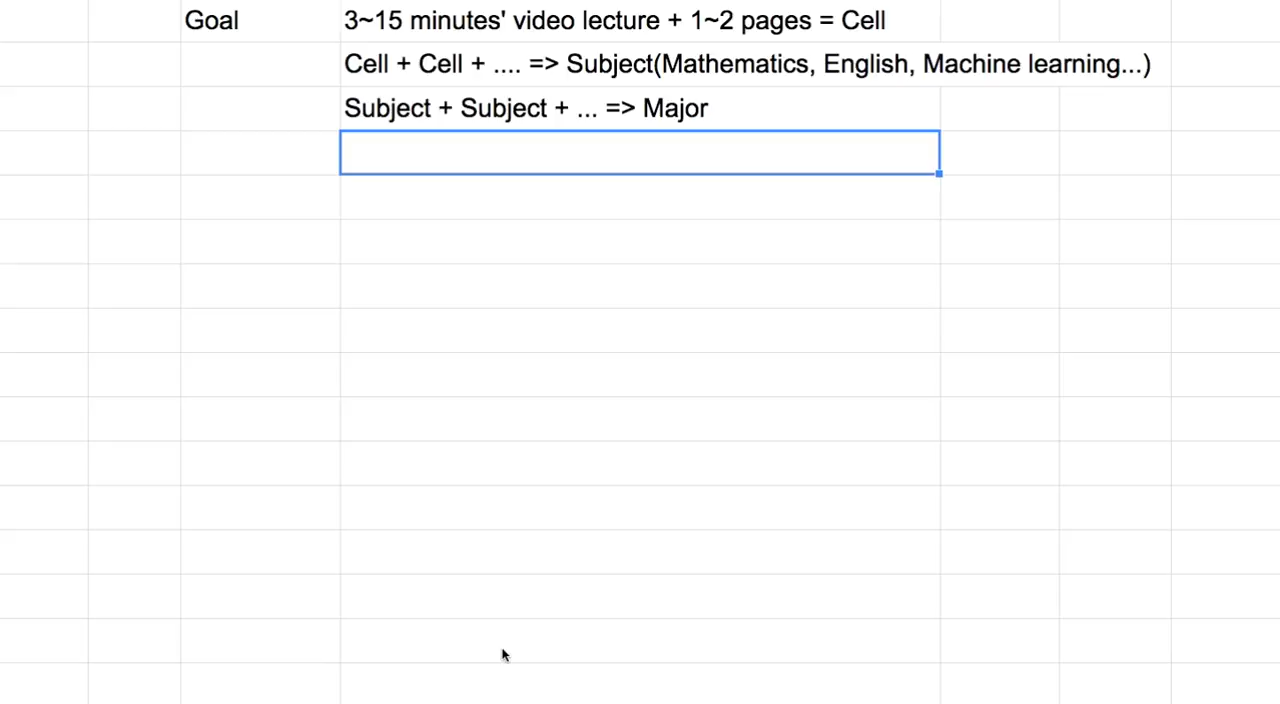 Goal 3~15 minutes' video lecture + 1~2 pages = Cell
Cell + Cell + .... => Subject(Mathematics, English, Machine learning...)
Subject + Subject + ... => Major